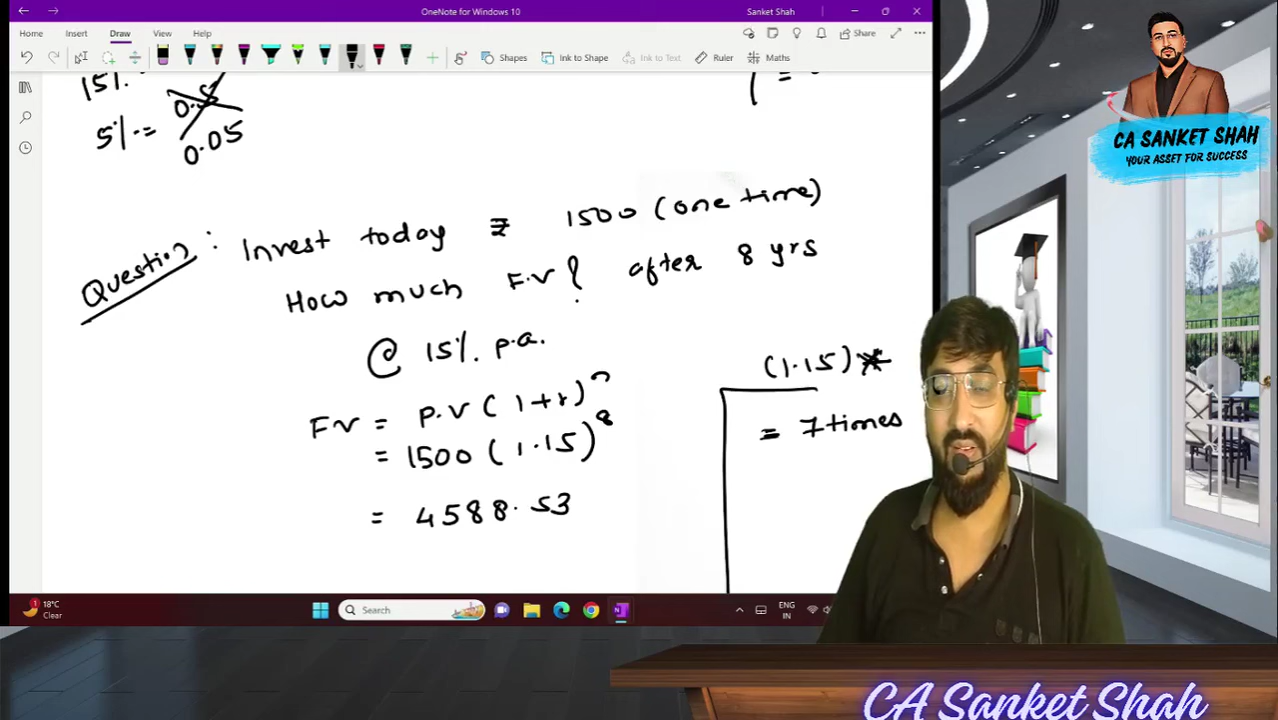 OneNote for Windows 10
Sanket Shah
Home Insert Draw View Help
Share
Shapes Ink to Shape Ink to Text Ruler Maths
15%.
5% = 0.5
0.05
CA SANKET SHAH
YOUR ASSET FOR SUCCESS
Question: Invest today ₹ 1500 (one time)
How much F.V ? after 8 yrs
@ 15%. p.a.
FV = P.V ( 1+r)ⁿ
= 1500 (1.15)⁸
= 4588.53
(1.15)*
= 7 times
18°C
Clear
Search
ENG
IN
CA Sanket Shah